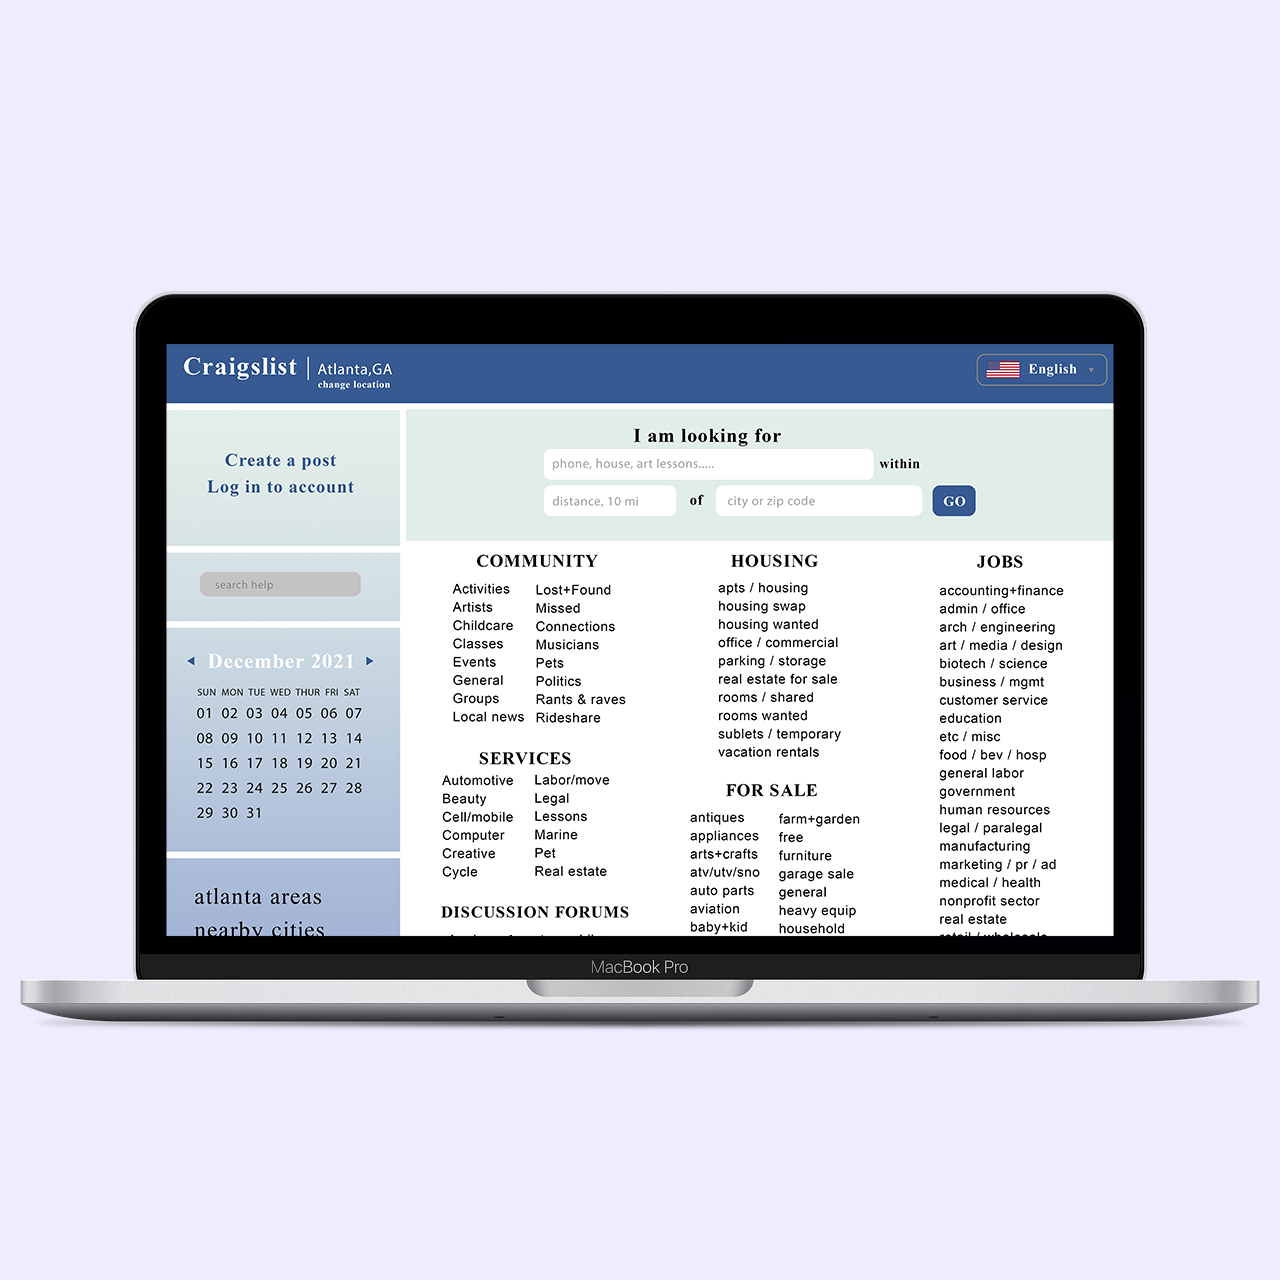 Craigslist
Atlanta,GA
change location
English
Create a post
Log in to account
search help
December 2021
SUN MON TUE WED THUR FRI SAT
01 02 03 04 05 06 07
08 09 10 11 12 13 14
15 16 17 18 19 20 21
22 23 24 25 26 27 28
29 30 31
atlanta areas
nearby cities
I am looking for
phone, house, art lessons.....
within
distance, 10 mi
of
city or zip code
GO
COMMUNITY
Activities
Artists
Childcare
Classes
Events
General
Groups
Local news
Lost+Found
Missed
Connections
Musicians
Pets
Politics
Rants & raves
Rideshare
SERVICES
Automotive
Beauty
Cell/mobile
Computer
Creative
Cycle
Labor/move
Legal
Lessons
Marine
Pet
Real estate
DISCUSSION FORUMS
HOUSING
apts / housing
housing swap
housing wanted
office / commercial
parking / storage
real estate for sale
rooms / shared
rooms wanted
sublets / temporary
vacation rentals
FOR SALE
antiques
appliances
arts+crafts
atv/utv/sno
auto parts
aviation
baby+kid
farm+garden
free
furniture
garage sale
general
heavy equip
household
JOBS
accounting+finance
admin / office
arch / engineering
art / media / design
biotech / science
business / mgmt
customer service
education
etc / misc
food / bev / hosp
general labor
government
human resources
legal / paralegal
manufacturing
marketing / pr / ad
medical / health
nonprofit sector
real estate
retail / wholesale
MacBook Pro